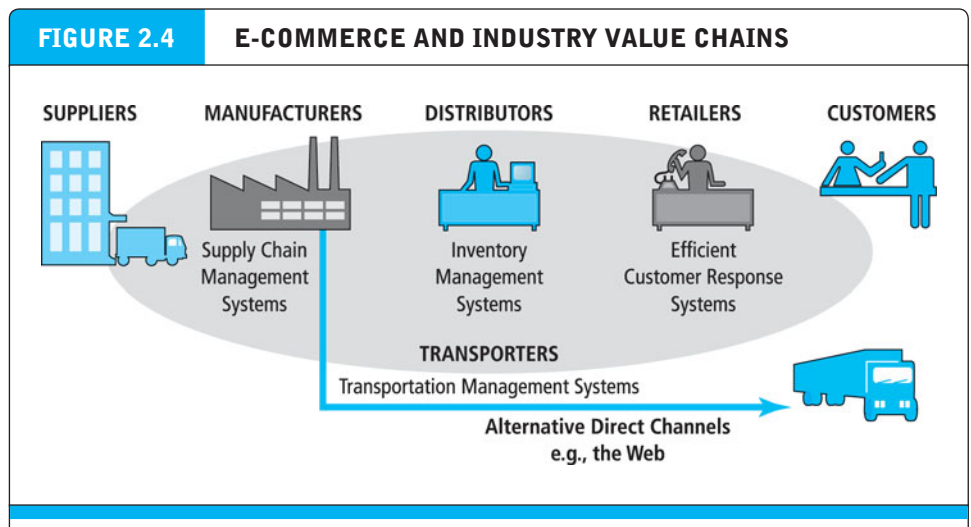 FIGURE 2.4 E-COMMERCE AND INDUSTRY VALUE CHAINS
SUPPLIERS
MANUFACTURERS
DISTRIBUTORS
RETAILERS
CUSTOMERS
Supply Chain
Management
Systems
Inventory
Management
Systems
Efficient
Customer Response
Systems
TRANSPORTERS
Transportation Management Systems
Alternative Direct Channels
e.g., the Web